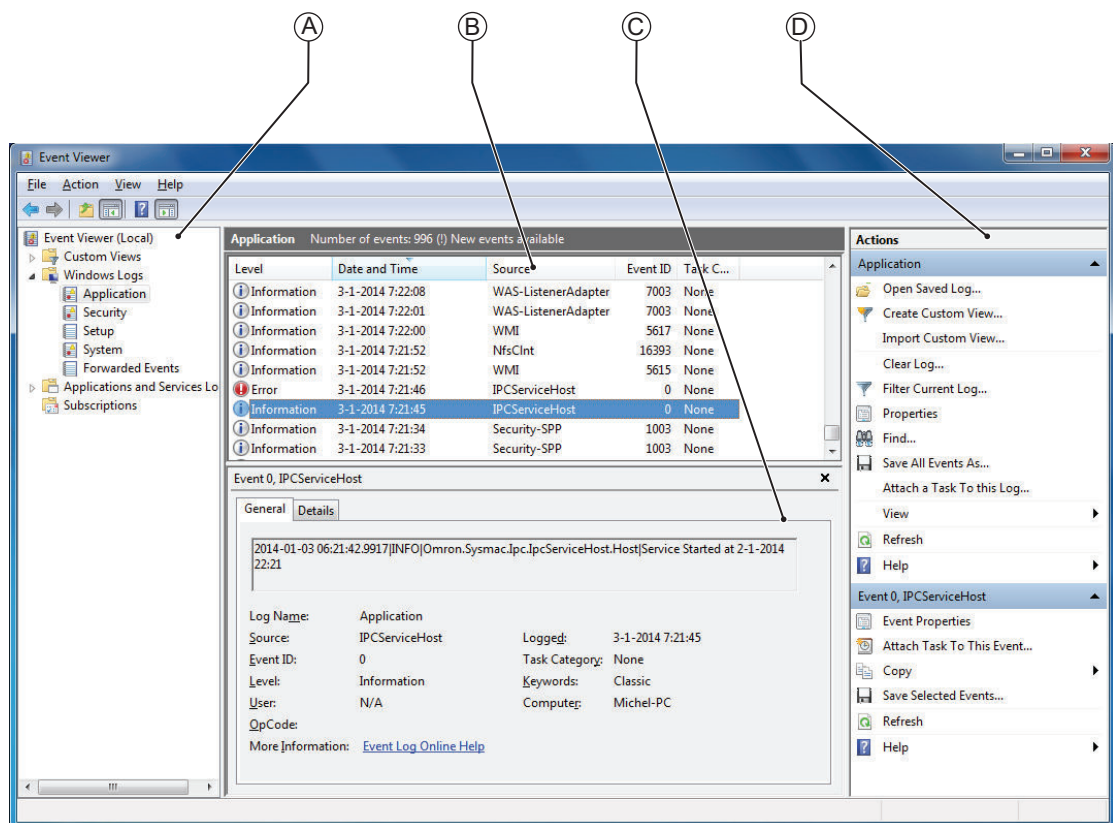 A B C D
Event Viewer
File Action View Help
Event Viewer (Local)
Custom Views
Windows Logs
Application
Security
Setup
System
Forwarded Events
Applications and Services Lo
Subscriptions
Application Number of events: 996 (!) New events available
Level Date and Time Source Event ID Task C...
Information 3-1-2014 7:22:08 WAS-ListenerAdapter 7003 None
Information 3-1-2014 7:22:01 WAS-ListenerAdapter 7003 None
Information 3-1-2014 7:22:00 WMI 5617 None
Information 3-1-2014 7:21:52 NfsClnt 16393 None
Information 3-1-2014 7:21:52 WMI 5615 None
Error 3-1-2014 7:21:46 IPCServiceHost 0 None
Information 3-1-2014 7:21:45 IPCServiceHost 0 None
Information 3-1-2014 7:21:34 Security-SPP 1003 None
Information 3-1-2014 7:21:33 Security-SPP 1003 None
Event 0, IPCServiceHost
General Details
2014-01-03 06:21:42.9917|INFO|Omron.Sysmac.Ipc.IpcServiceHost.Host|Service Started at 2-1-2014
22:21
Log Name: Application
Source: IPCServiceHost Logged: 3-1-2014 7:21:45
Event ID: 0 Task Category: None
Level: Information Keywords: Classic
User: N/A Computer: Michel-PC
OpCode:
More Information: Event Log Online Help
Actions
Application
Open Saved Log...
Create Custom View...
Import Custom View...
Clear Log...
Filter Current Log...
Properties
Find...
Save All Events As...
Attach a Task To this Log...
View
Refresh
Help
Event 0, IPCServiceHost
Event Properties
Attach Task To This Event...
Copy
Save Selected Events...
Refresh
Help